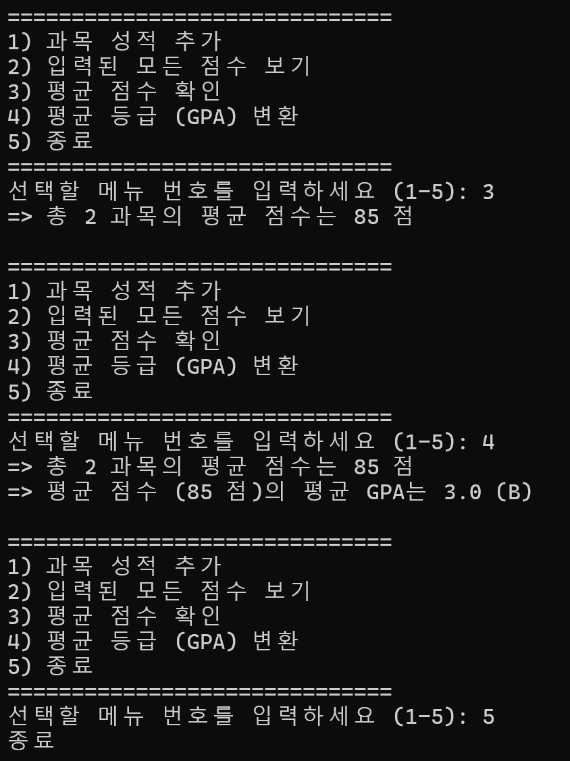 ==============================
1) 과목 성적 추가
2) 입력된 모든 점수 보기
3) 평균 점수 확인
4) 평균 등급 (GPA) 변환
5) 종료
==============================
선택할 메뉴 번호를 입력하세요 (1-5): 3
=> 총 2 과목의 평균 점수는 85 점
==============================
1) 과목 성적 추가
2) 입력된 모든 점수 보기
3) 평균 점수 확인
4) 평균 등급 (GPA) 변환
5) 종료
==============================
선택할 메뉴 번호를 입력하세요 (1-5): 4
=> 총 2 과목의 평균 점수는 85 점
=> 평균 점수 (85 점)의 평균 GPA는 3.0 (B)
==============================
1) 과목 성적 추가
2) 입력된 모든 점수 보기
3) 평균 점수 확인
4) 평균 등급 (GPA) 변환
5) 종료
==============================
선택할 메뉴 번호를 입력하세요 (1-5): 5
종료